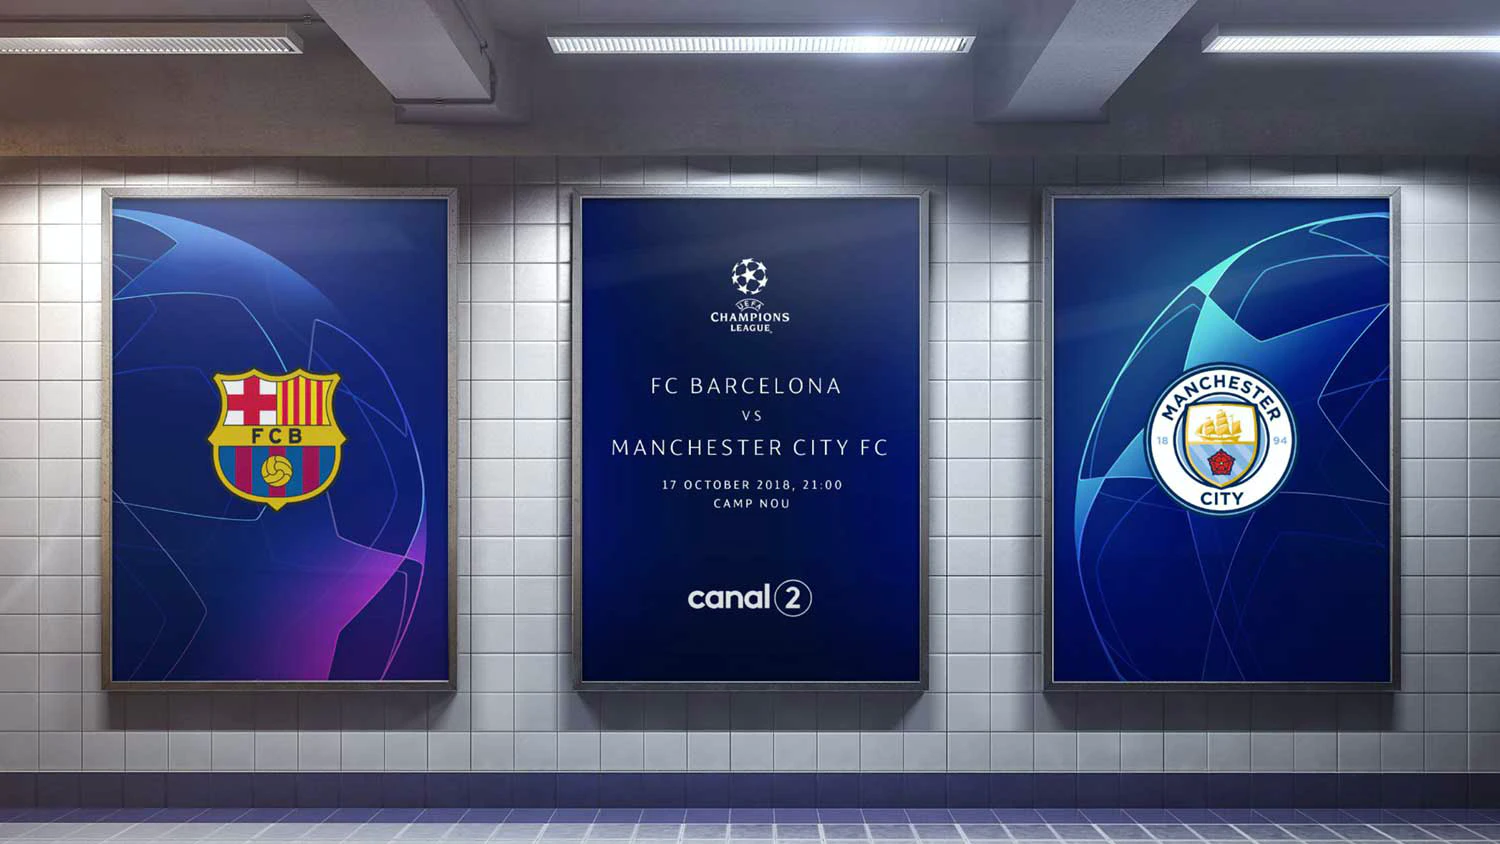 FCB
UEFA
CHAMPIONS
LEAGUE
FC BARCELONA
VS
MANCHESTER CITY FC
17 OCTOBER 2018, 21:00
CAMP NOU
canal 2
MANCHESTER
18 94
CITY